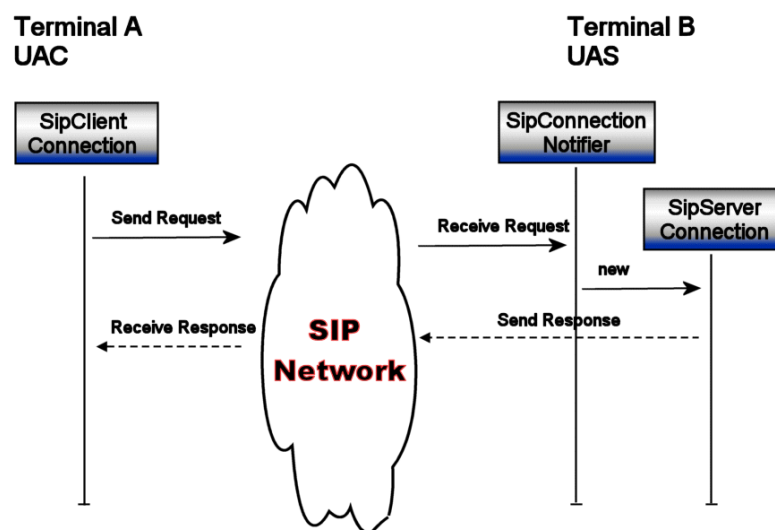 Terminal A
UAC
Terminal B
UAS
SipClient
Connection
SipConnection
Notifier
SipServer
Connection
Send Request
Receive Request
new
Receive Response
Send Response
SIP
Network